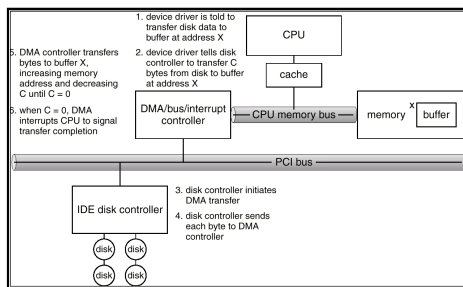 1. device driver is told to
transfer disk data to
buffer at address X
2. device driver tells disk
controller to transfer C
bytes from disk to buffer
at address X
5. DMA controller transfers
bytes to buffer X,
increasing memory
address and decreasing
C until C = 0
6. when C = 0, DMA
interrupts CPU to signal
transfer completion
CPU
cache
DMA/bus/interrupt
controller
CPU memory bus
memory
X
buffer
PCI bus
IDE disk controller
3. disk controller initiates
DMA transfer
4. disk controller sends
each byte to DMA
controller
disk
disk
disk
disk